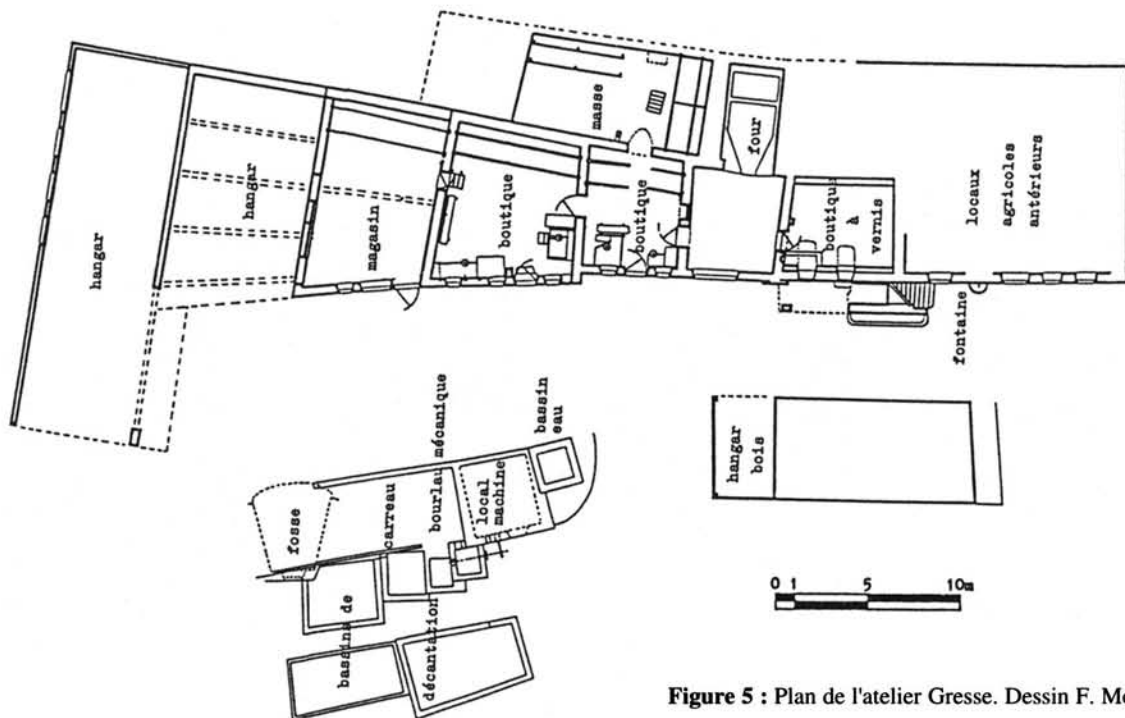 hangar
hangar
magasin
boutique
masse
boutique
four
boutique
à
vernis
locaux
agricoles
antérieurs
fontaine
fosse
carreau
bourlau mécanique
local
machine
bassin
eau
bassins de
décantation
hangar
bois
0 1 5 10m
Figure 5 : Plan de l'atelier Gresse. Dessin F.